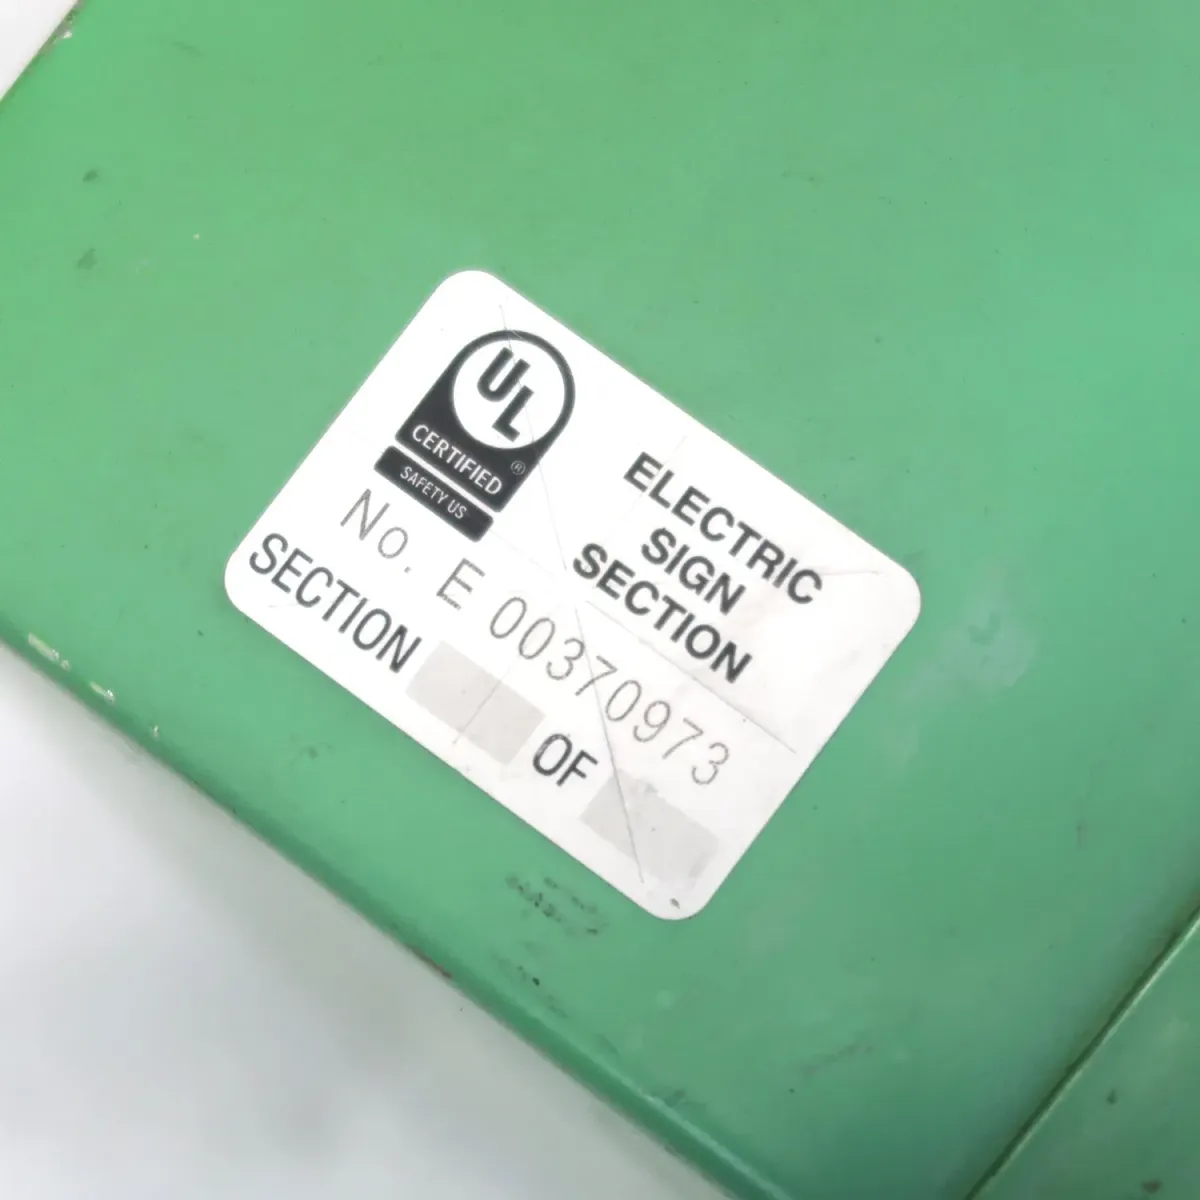 UL
CERTIFIED
®
SAFETY US
ELECTRIC
SIGN
SECTION
No. E 00370973
SECTION OF